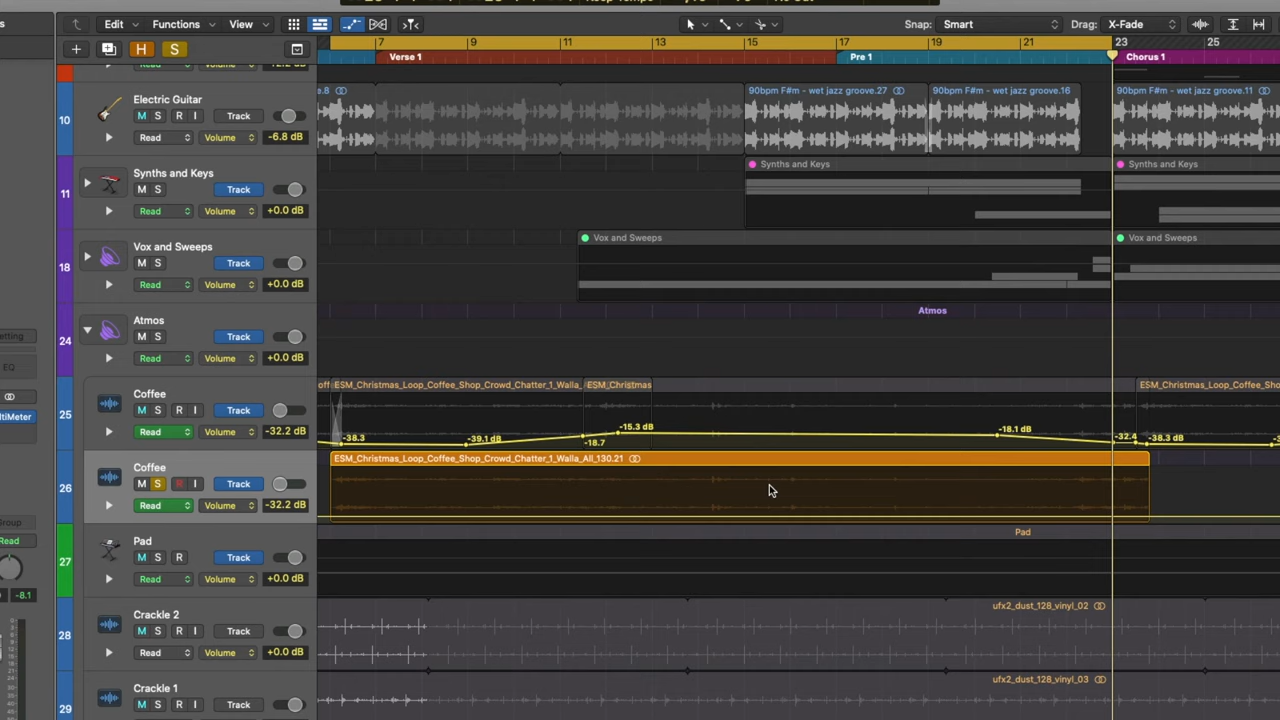 Edit Functions View Snap: Smart Drag: X-Fade
H S
7 9 11 13 15 17 19 21 23 25
Verse 1 Pre 1 Chorus 1
10
Electric Guitar
M S R I Track
Read Volume -6.8 dB
e.8
90bpm F#m - wet jazz groove.27
90bpm F#m - wet jazz groove.16
90bpm F#m - wet jazz groove.11
11
Synths and Keys
M S Track
Read Volume +0.0 dB
Synths and Keys
Synths and Keys
18
Vox and Sweeps
M S Track
Read Volume +0.0 dB
Vox and Sweeps
Vox and Sweeps
24
Atmos
M S Track
Read Volume +0.0 dB
Atmos
25
Coffee
M S R I Track
Read Volume -32.2 dB
ESM_Christmas_Loop_Coffee_Shop_Crowd_Chatter_1_Walla_
ESM_Christmas
ESM_Christmas_Loop_Coffee_Sho
-38.3 -39.1 dB -18.7 -15.3 dB -18.1 dB -32.4 -38.3 dB
26
Coffee
M S R I Track
Read Volume -32.2 dB
ESM_Christmas_Loop_Coffee_Shop_Crowd_Chatter_1_Walla_All_130.21
27
Pad
M S R Track
Read Volume +0.0 dB
Pad
28
Crackle 2
M S R I Track
Read Volume +0.0 dB
ufx2_dust_128_vinyl_02
29
Crackle 1
M S R I Track
ufx2_dust_128_vinyl_03
etting
EQ
ltiMeter
Group
Read
-8.1